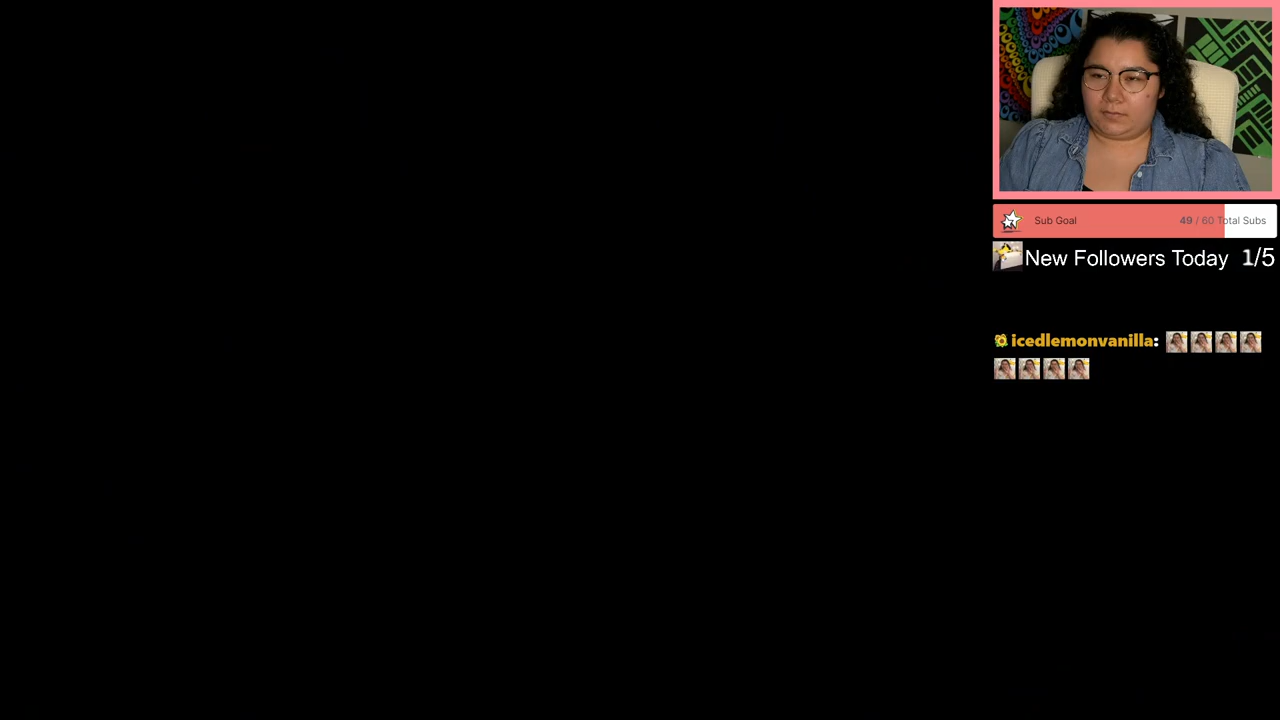 Sub Goal 49 / 60 Total Subs
New Followers Today 1/5
icedlemonvanilla: